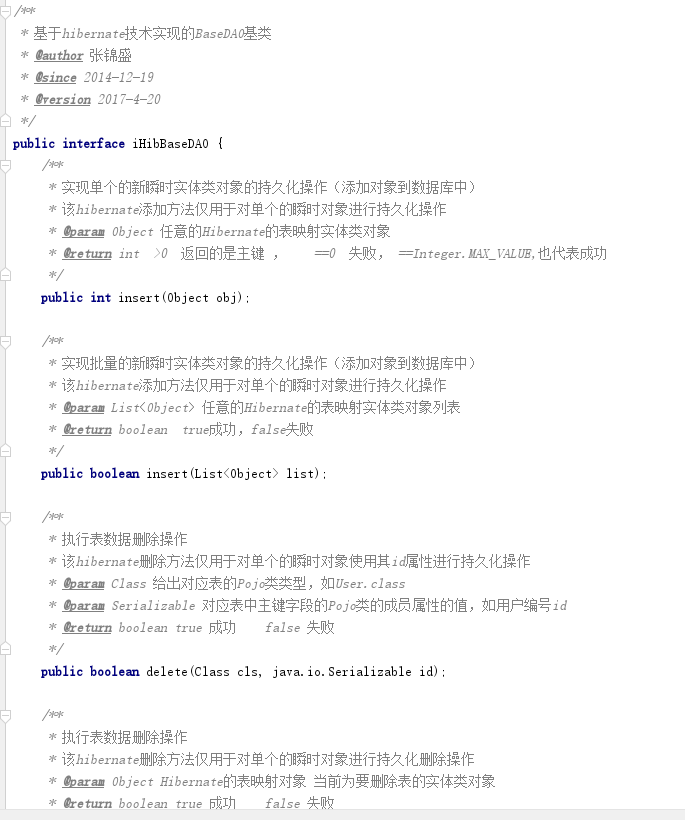 /**
 * 基于hibernate技术实现的BaseDAO基类
 * @author 张锦盛
 * @since 2014-12-19
 * @version 2017-4-20
 */
public interface iHibBaseDAO {
    /**
     * 实现单个的新瞬时实体类对象的持久化操作（添加对象到数据库中）
     * 该hibernate添加方法仅用于对单个的瞬时对象进行持久化操作
     * @param Object 任意的Hibernate的表映射实体类对象
     * @return int  >0  返回的是主键 ，    ==0  失败， ==Integer.MAX_VALUE,也代表成功
     */
    public int insert(Object obj);

    /**
     * 实现批量的新瞬时实体类对象的持久化操作（添加对象到数据库中）
     * 该hibernate添加方法仅用于对单个的瞬时对象进行持久化操作
     * @param List<Object> 任意的Hibernate的表映射实体类对象列表
     * @return boolean  true成功，false失败
     */
    public boolean insert(List<Object> list);

    /**
     * 执行表数据删除操作
     * 该hibernate删除方法仅用于对单个的瞬时对象使用其id属性进行持久化操作
     * @param Class 给出对应表的Pojo类类型，如User.class
     * @param Serializable 对应表中主键字段的Pojo类的成员属性的值，如用户编号id
     * @return boolean true 成功    false 失败
     */
    public boolean delete(Class cls, java.io.Serializable id);

    /**
     * 执行表数据删除操作
     * 该hibernate删除方法仅用于对单个的瞬时对象进行持久化删除操作
     * @param Object Hibernate的表映射对象 当前为要删除表的实体类对象
     * @return boolean true 成功    false 失败